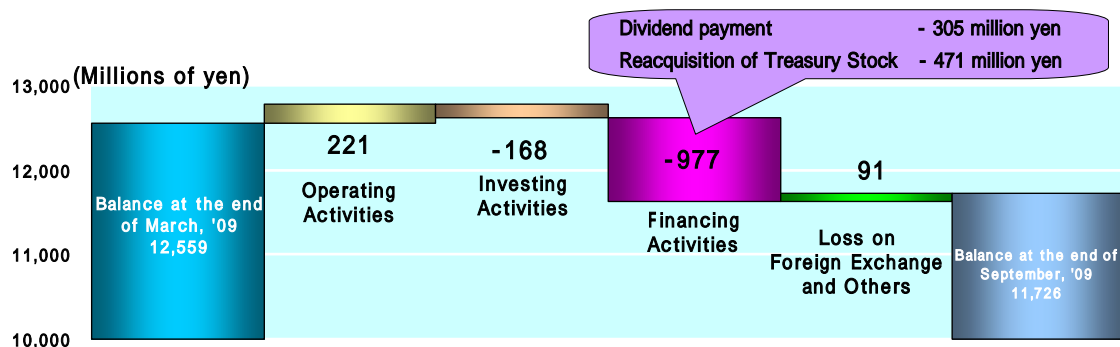 Dividend payment - 305 million yen
Reacquisition of Treasury Stock - 471 million yen
(Millions of yen)
13,000
12,000
11,000
10.000
Balance at the end
of March, '09
12,559
221
Operating
Activities
-168
Investing
Activities
-977
Financing
Activities
91
Loss on
Foreign Exchange
and Others
Balance at the end of
September, '09
11,726